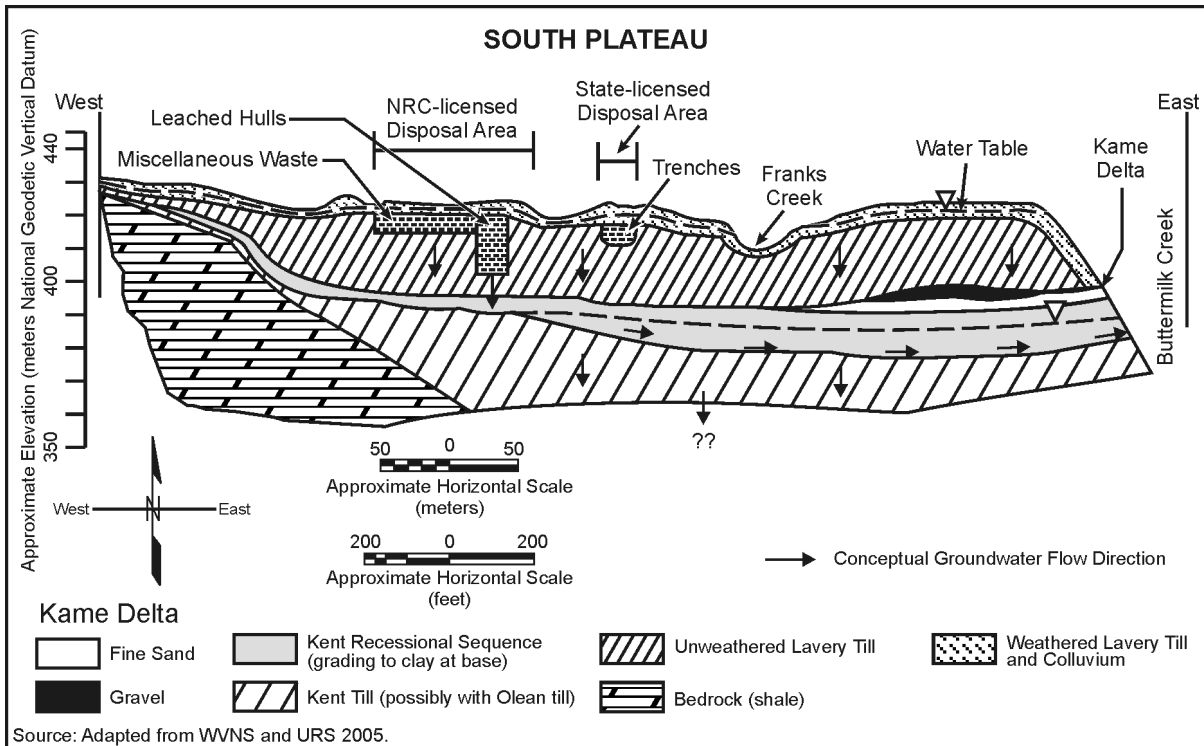 SOUTH PLATEAU
Approximate Elevation (meters National Geodetic Vertical Datum)
West
East
440
400
350
Leached Hulls
Miscellaneous Waste
NRC-licensed
Disposal Area
State-licensed
Disposal Area
Trenches
Franks
Creek
Water Table
Kame
Delta
Buttermilk Creek
??
50 0 50
Approximate Horizontal Scale
(meters)
200 0 200
Approximate Horizontal Scale
(feet)
West N East
Conceptual Groundwater Flow Direction
Kame Delta
Fine Sand
Gravel
Kent Recessional Sequence
(grading to clay at base)
Kent Till (possibly with Olean till)
Unweathered Lavery Till
Bedrock (shale)
Weathered Lavery Till
and Colluvium
Source: Adapted from WVNS and URS 2005.